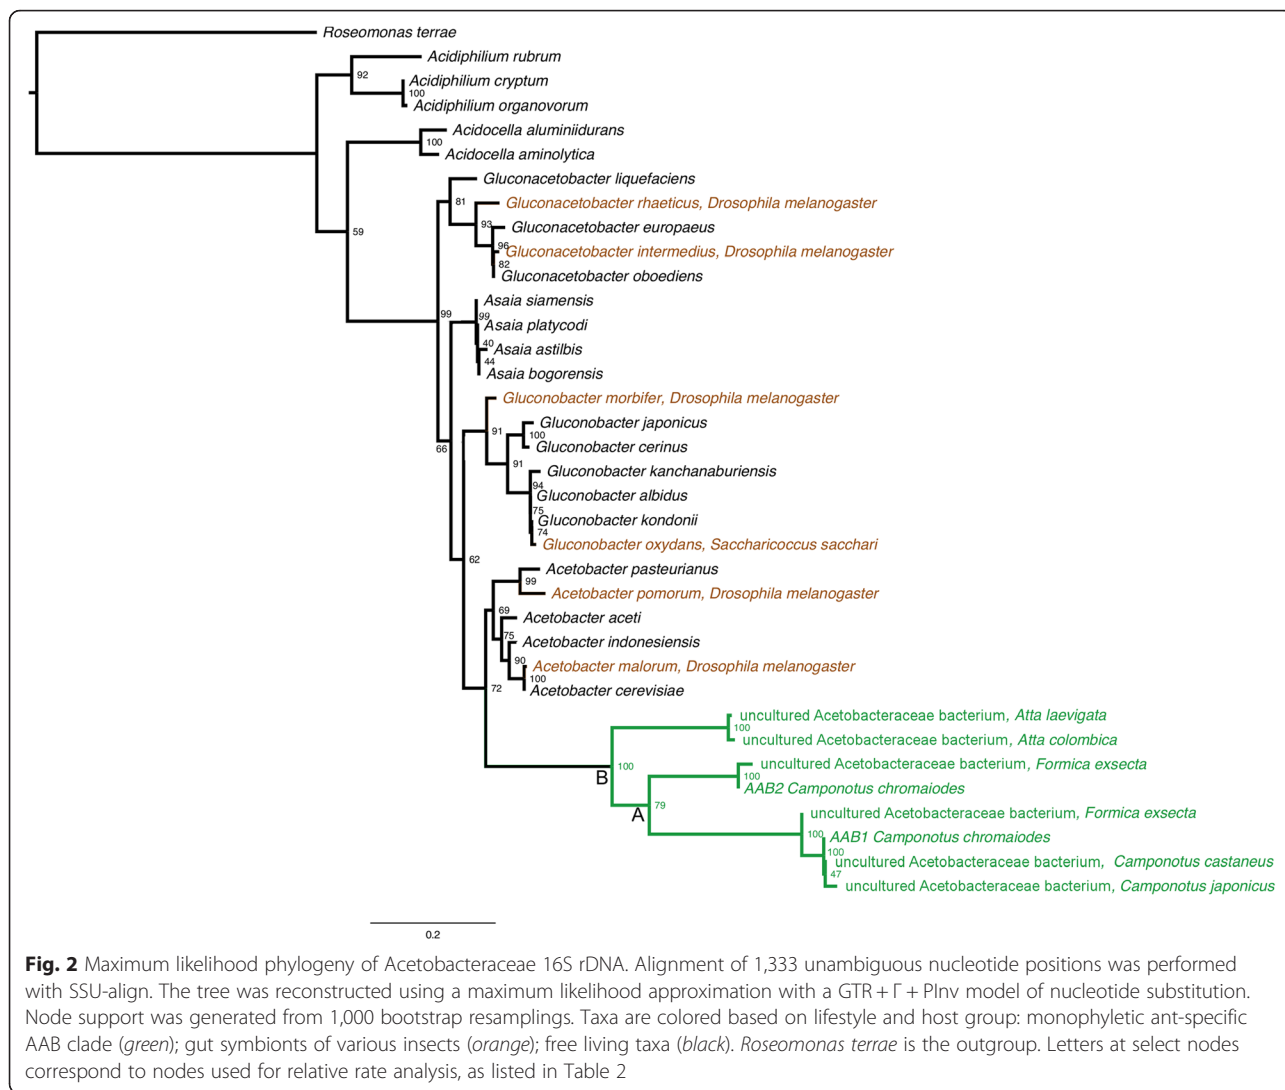 Roseomonas terrae
Acidiphilium rubrum
92
Acidiphilium cryptum
100
Acidiphilium organovorum
Acidocella aluminiidurans
100
Acidocella aminolytica
Gluconacetobacter liquefaciens
81
Gluconacetobacter rhaeticus, Drosophila melanogaster
93
Gluconacetobacter europaeus
59
96
Gluconacetobacter intermedius, Drosophila melanogaster
82
Gluconacetobacter oboediens
Asaia siamensis
99
99
Asaia platycodi
40
Asaia astilbis
44
Asaia bogorensis
Gluconobacter morbifer, Drosophila melanogaster
Gluconobacter japonicus
91
100
Gluconobacter cerinus
66
91
Gluconobacter kanchanaburiensis
94
Gluconobacter albidus
75
Gluconobacter kondonii
74
Gluconobacter oxydans, Saccharicoccus sacchari
62
Acetobacter pasteurianus
99
Acetobacter pomorum, Drosophila melanogaster
69
Acetobacter aceti
75
Acetobacter indonesiensis
90
Acetobacter malorum, Drosophila melanogaster
100
72
Acetobacter cerevisiae
uncultured Acetobacteraceae bacterium, Atta laevigata
100
uncultured Acetobacteraceae bacterium, Atta colombica
B
100
uncultured Acetobacteraceae bacterium, Formica exsecta
100
AAB2 Camponotus chromaiodes
A
79
uncultured Acetobacteraceae bacterium, Formica exsecta
100
AAB1 Camponotus chromaiodes
100
uncultured Acetobacteraceae bacterium, Camponotus castaneus
47
uncultured Acetobacteraceae bacterium, Camponotus japonicus
0.2
Fig. 2 Maximum likelihood phylogeny of Acetobacteraceae 16S rDNA. Alignment of 1,333 unambiguous nucleotide positions was performed
with SSU-align. The tree was reconstructed using a maximum likelihood approximation with a GTR + Γ + PInv model of nucleotide substitution.
Node support was generated from 1,000 bootstrap resamplings. Taxa are colored based on lifestyle and host group: monophyletic ant-specific
AAB clade (green); gut symbionts of various insects (orange); free living taxa (black). Roseomonas terrae is the outgroup. Letters at select nodes
correspond to nodes used for relative rate analysis, as listed in Table 2